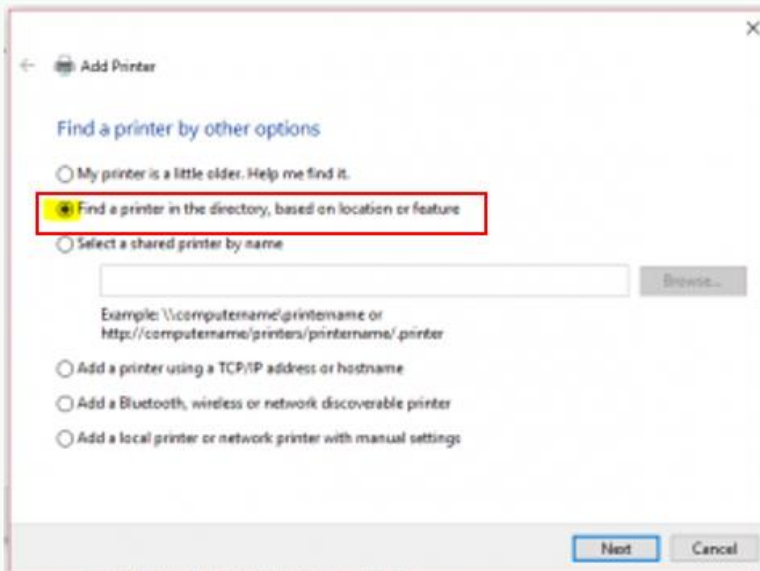 Add Printer
Find a printer by other options
My printer is a little older. Help me find it.
Find a printer in the directory, based on location or feature
Select a shared printer by name
Browse...
Example: \\computername\printername or
http://computername/printers/printername/.printer
Add a printer using a TCP/IP address or hostname
Add a Bluetooth, wireless or network discoverable printer
Add a local printer or network printer with manual settings
Next Cancel